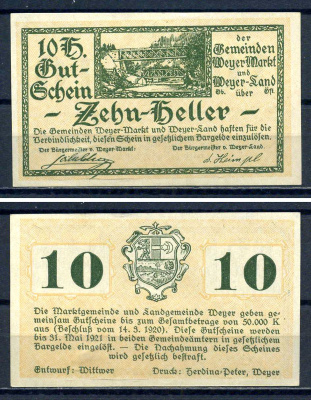 10 H.
Gut-
Schein
der
Gemeinden
Weyer-Markt
und
Weyer-Land
über
- Zehn-Heller -
Die Gemeinden Weyer-Markt und Weyer-Land haften für die
Verbindlichkeit, diesen Schein in gesetzlichem Bargelde einzulösen.
Der Bürgermeister v. Weyer-Markt:
Der Bürgermeister v. Weyer-Land.
10
10
Die Marktgemeinde und Landgemeinde Weyer geben ge-
meinsam Gutscheine bis zum Gesamtbetrage von 50.000 K
aus (Beschluß vom 14. 3. 1920). Diese Gutscheine werden
bis 31. Mai 1921 in beiden Gemeindeämtern in gesetzlichem
Bargelde eingelöst. - Die Nachahmung dieses Scheines
wird gesetzlich bestraft.
Entwurf: Wittwer
Druck: Herdina-Peter, Weyer